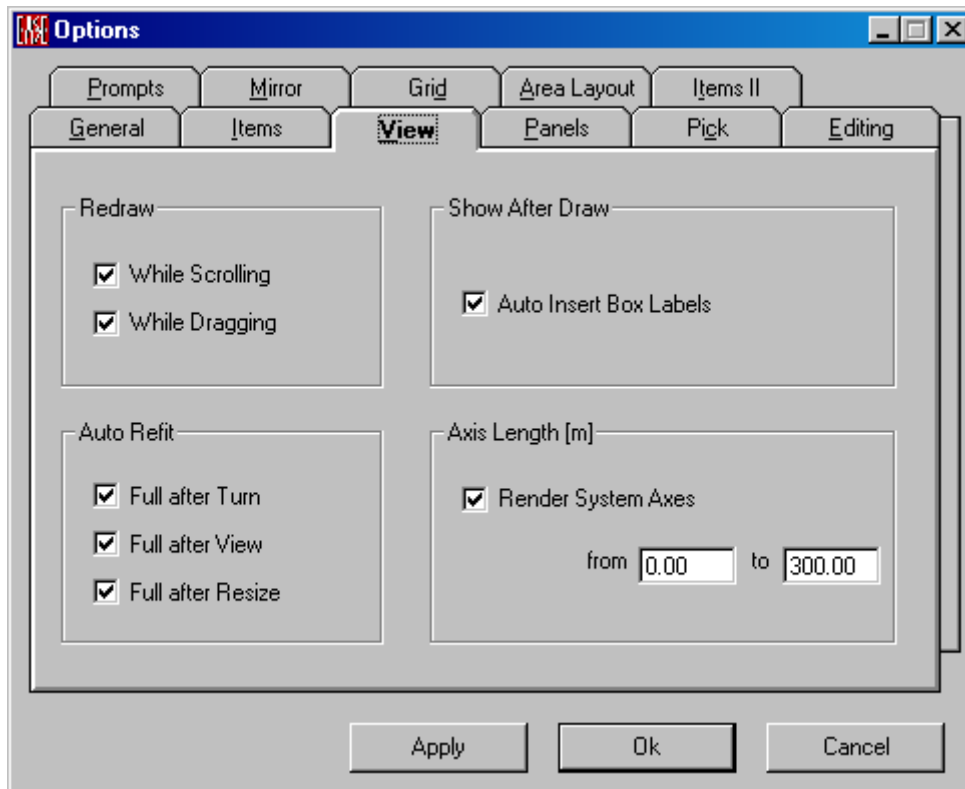 EASE Options
Prompts Mirror Grid Area Layout Items II
General Items View Panels Pick Editing
Redraw
While Scrolling
While Dragging
Show After Draw
Auto Insert Box Labels
Auto Refit
Full after Turn
Full after View
Full after Resize
Axis Length [m]
Render System Axes
from 0.00 to 300.00
Apply Ok Cancel